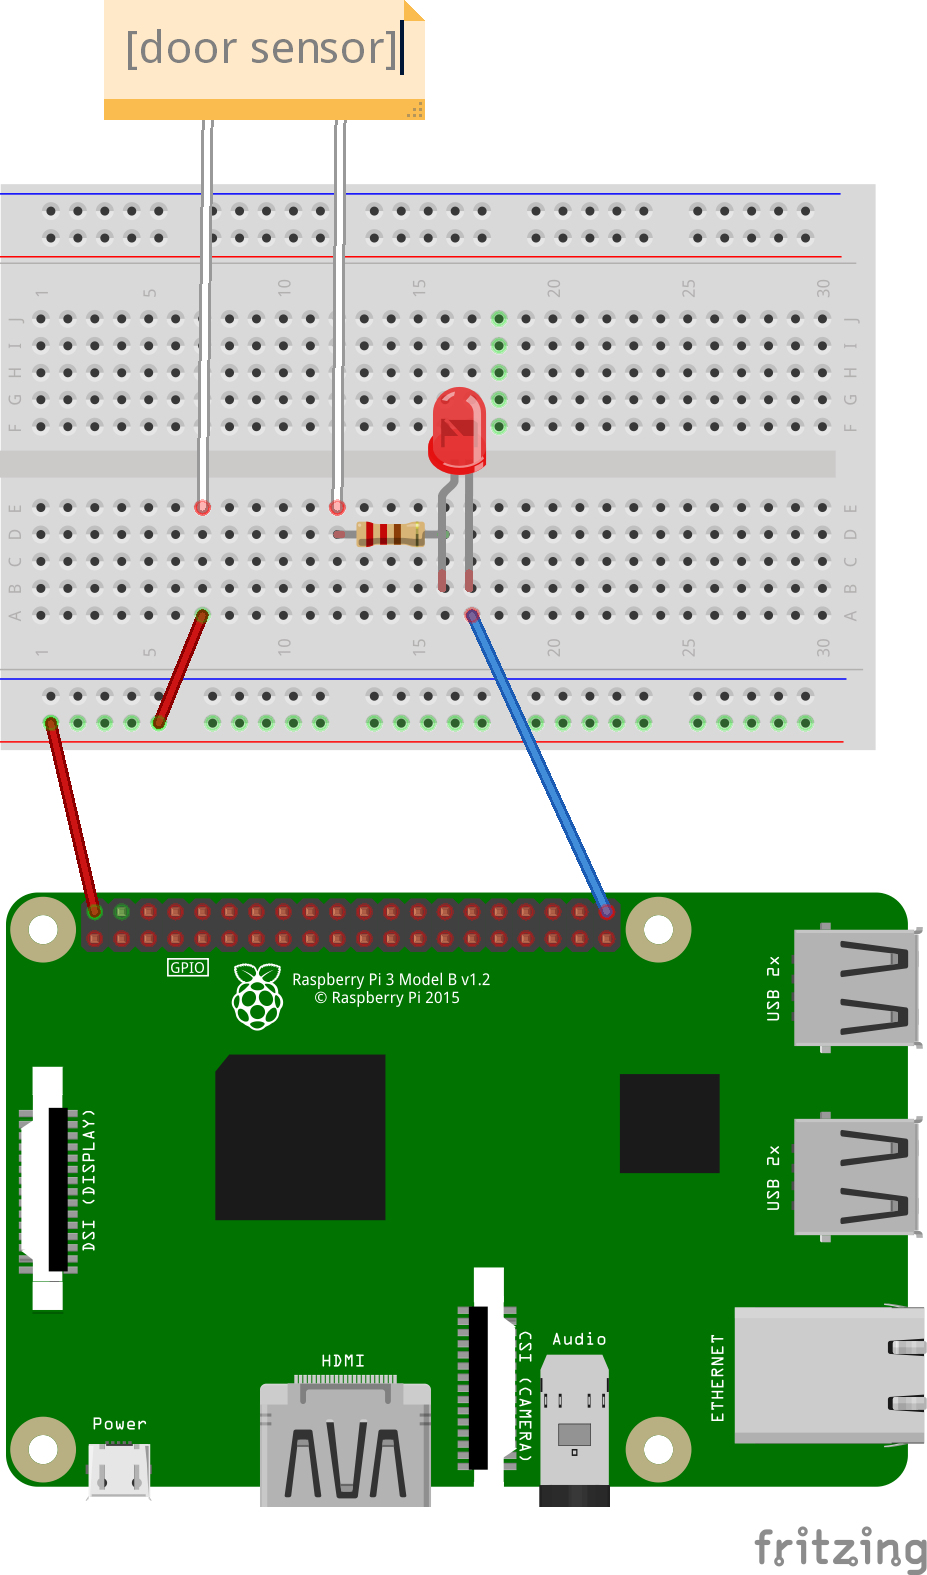 [door sensor]
1 5 10 15 20 25 30
J J
I I
H H
G G
F F
E E
D D
C C
B B
A A
1 5 10 15 20 25 30
GPIO
Raspberry Pi 3 Model B v1.2
© Raspberry Pi 2015
USB 2x
DSI (DISPLAY)
USB 2x
CSI (CAMERA)
Audio
ETHERNET
HDMI
Power
fritzing